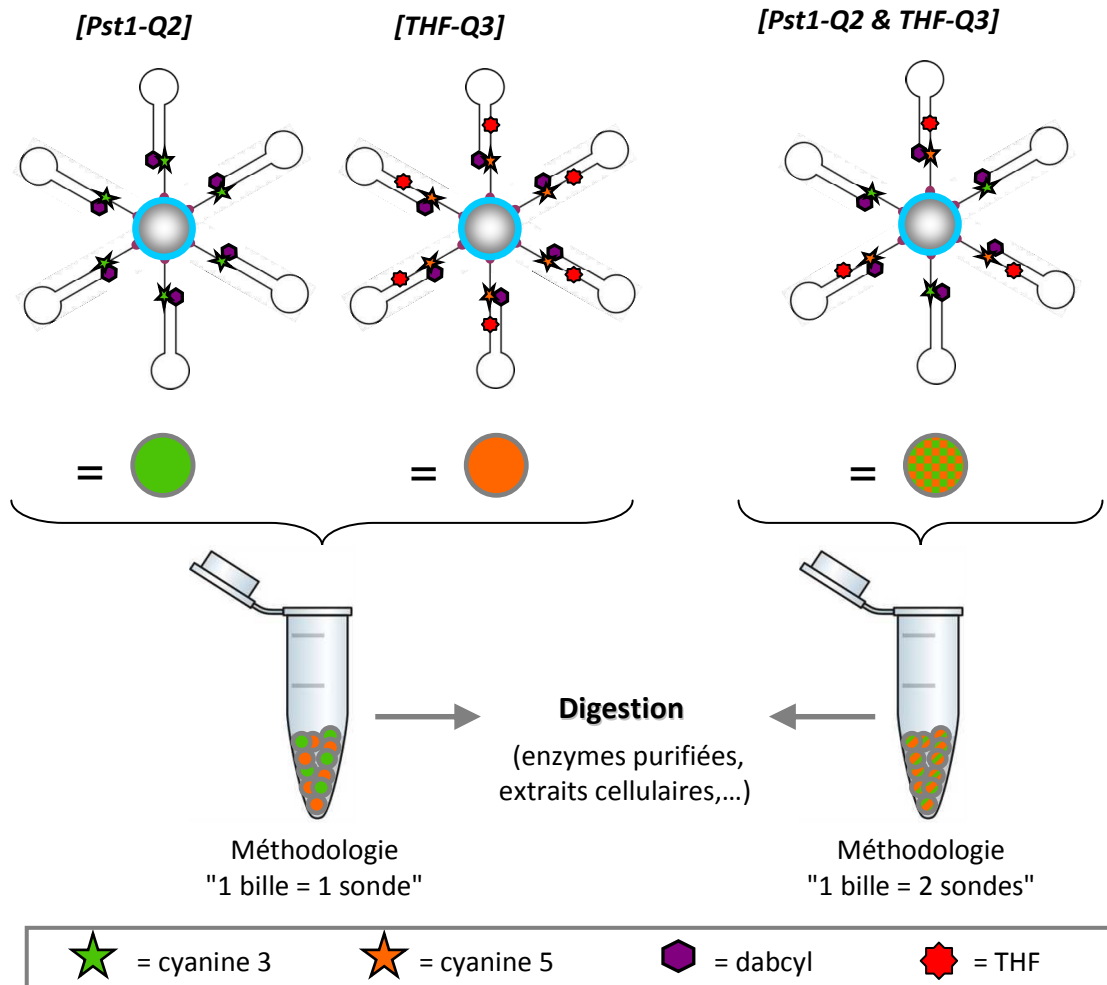 [Pst1-Q2]
[THF-Q3]
[Pst1-Q2 & THF-Q3]
=
=
=
Digestion
(enzymes purifiées,
extraits cellulaires,...)
Méthodologie
"1 bille = 1 sonde"
Méthodologie
"1 bille = 2 sondes"
= cyanine 3
= cyanine 5
= dabcyl
= THF